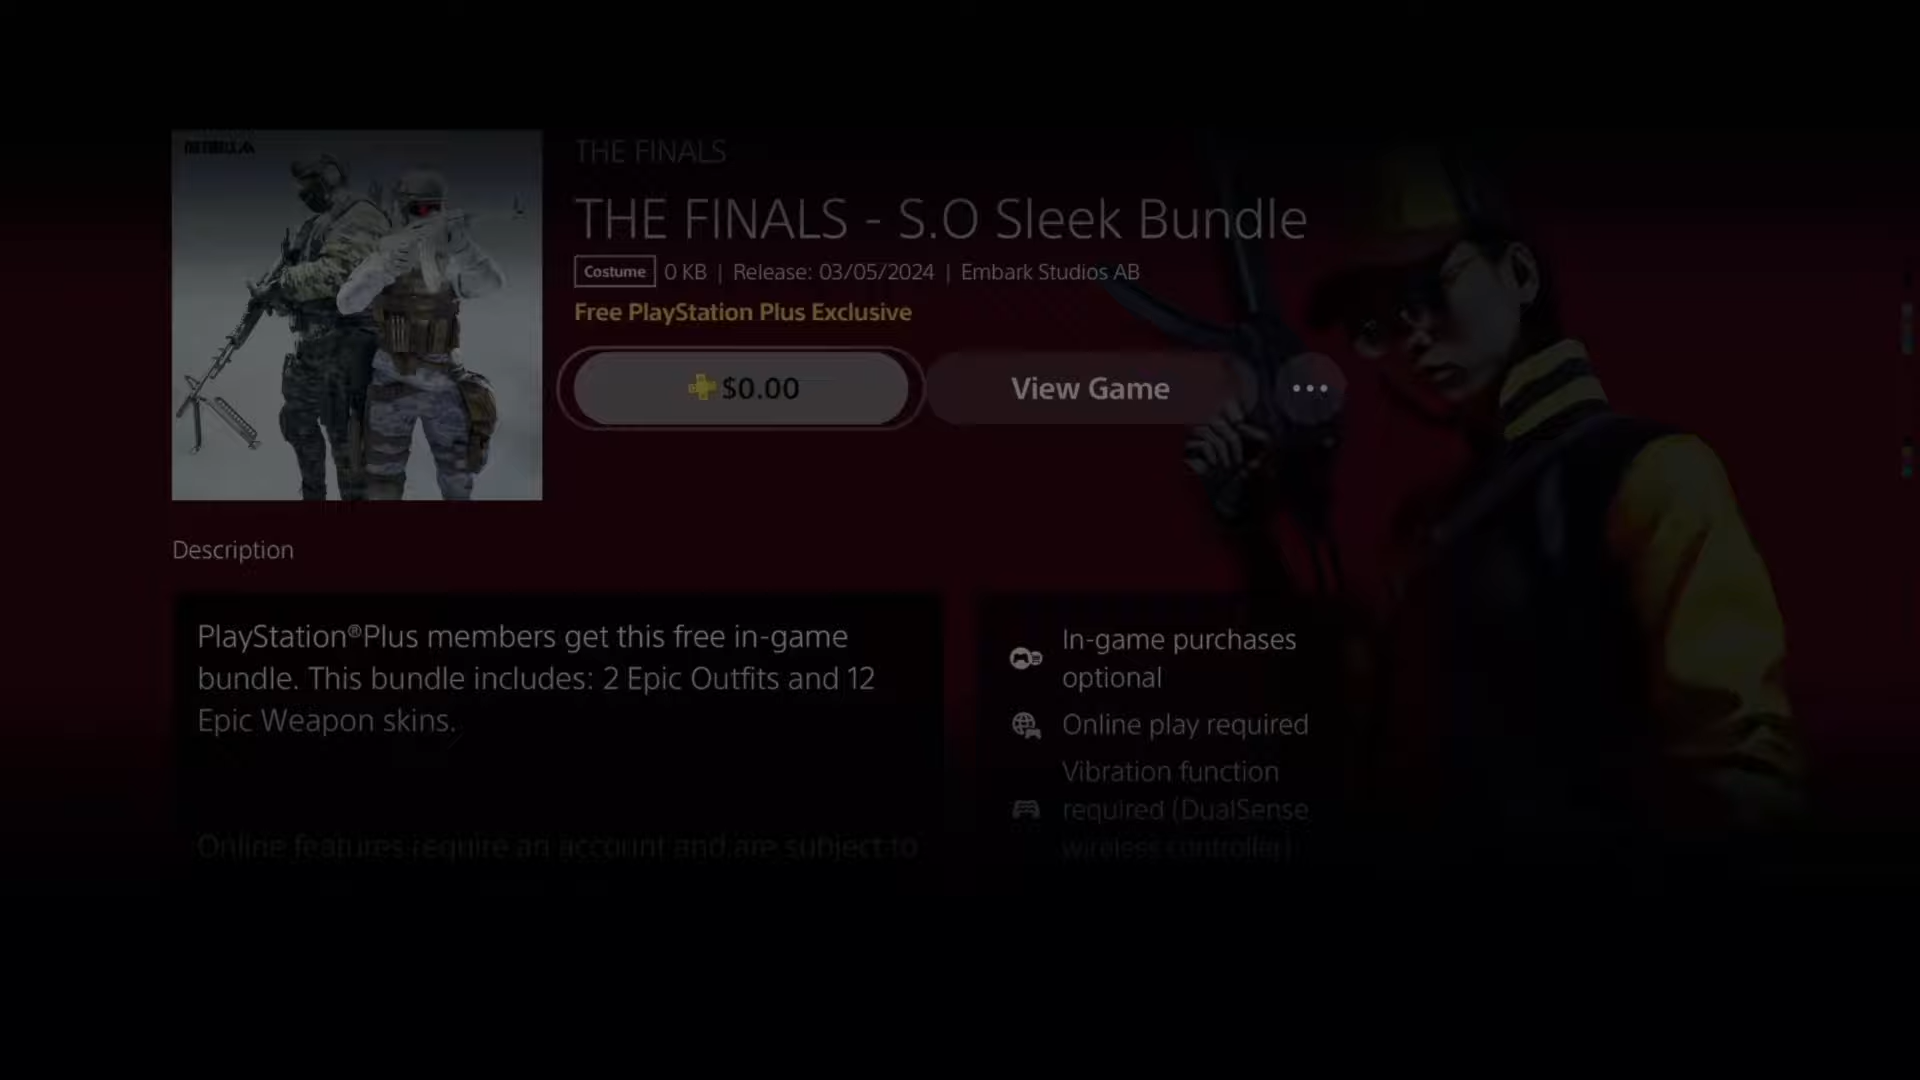 THE FINALS
THE FINALS - S.O Sleek Bundle
Costume 0 KB | Release: 03/05/2024 | Embark Studios AB
Free PlayStation Plus Exclusive
$0.00 View Game
Description
PlayStation®Plus members get this free in-game
bundle. This bundle includes: 2 Epic Outfits and 12
Epic Weapon skins.
Online features require an account and are subject to
In-game purchases
optional
Online play required
Vibration function
required (DualSense
wireless controller)